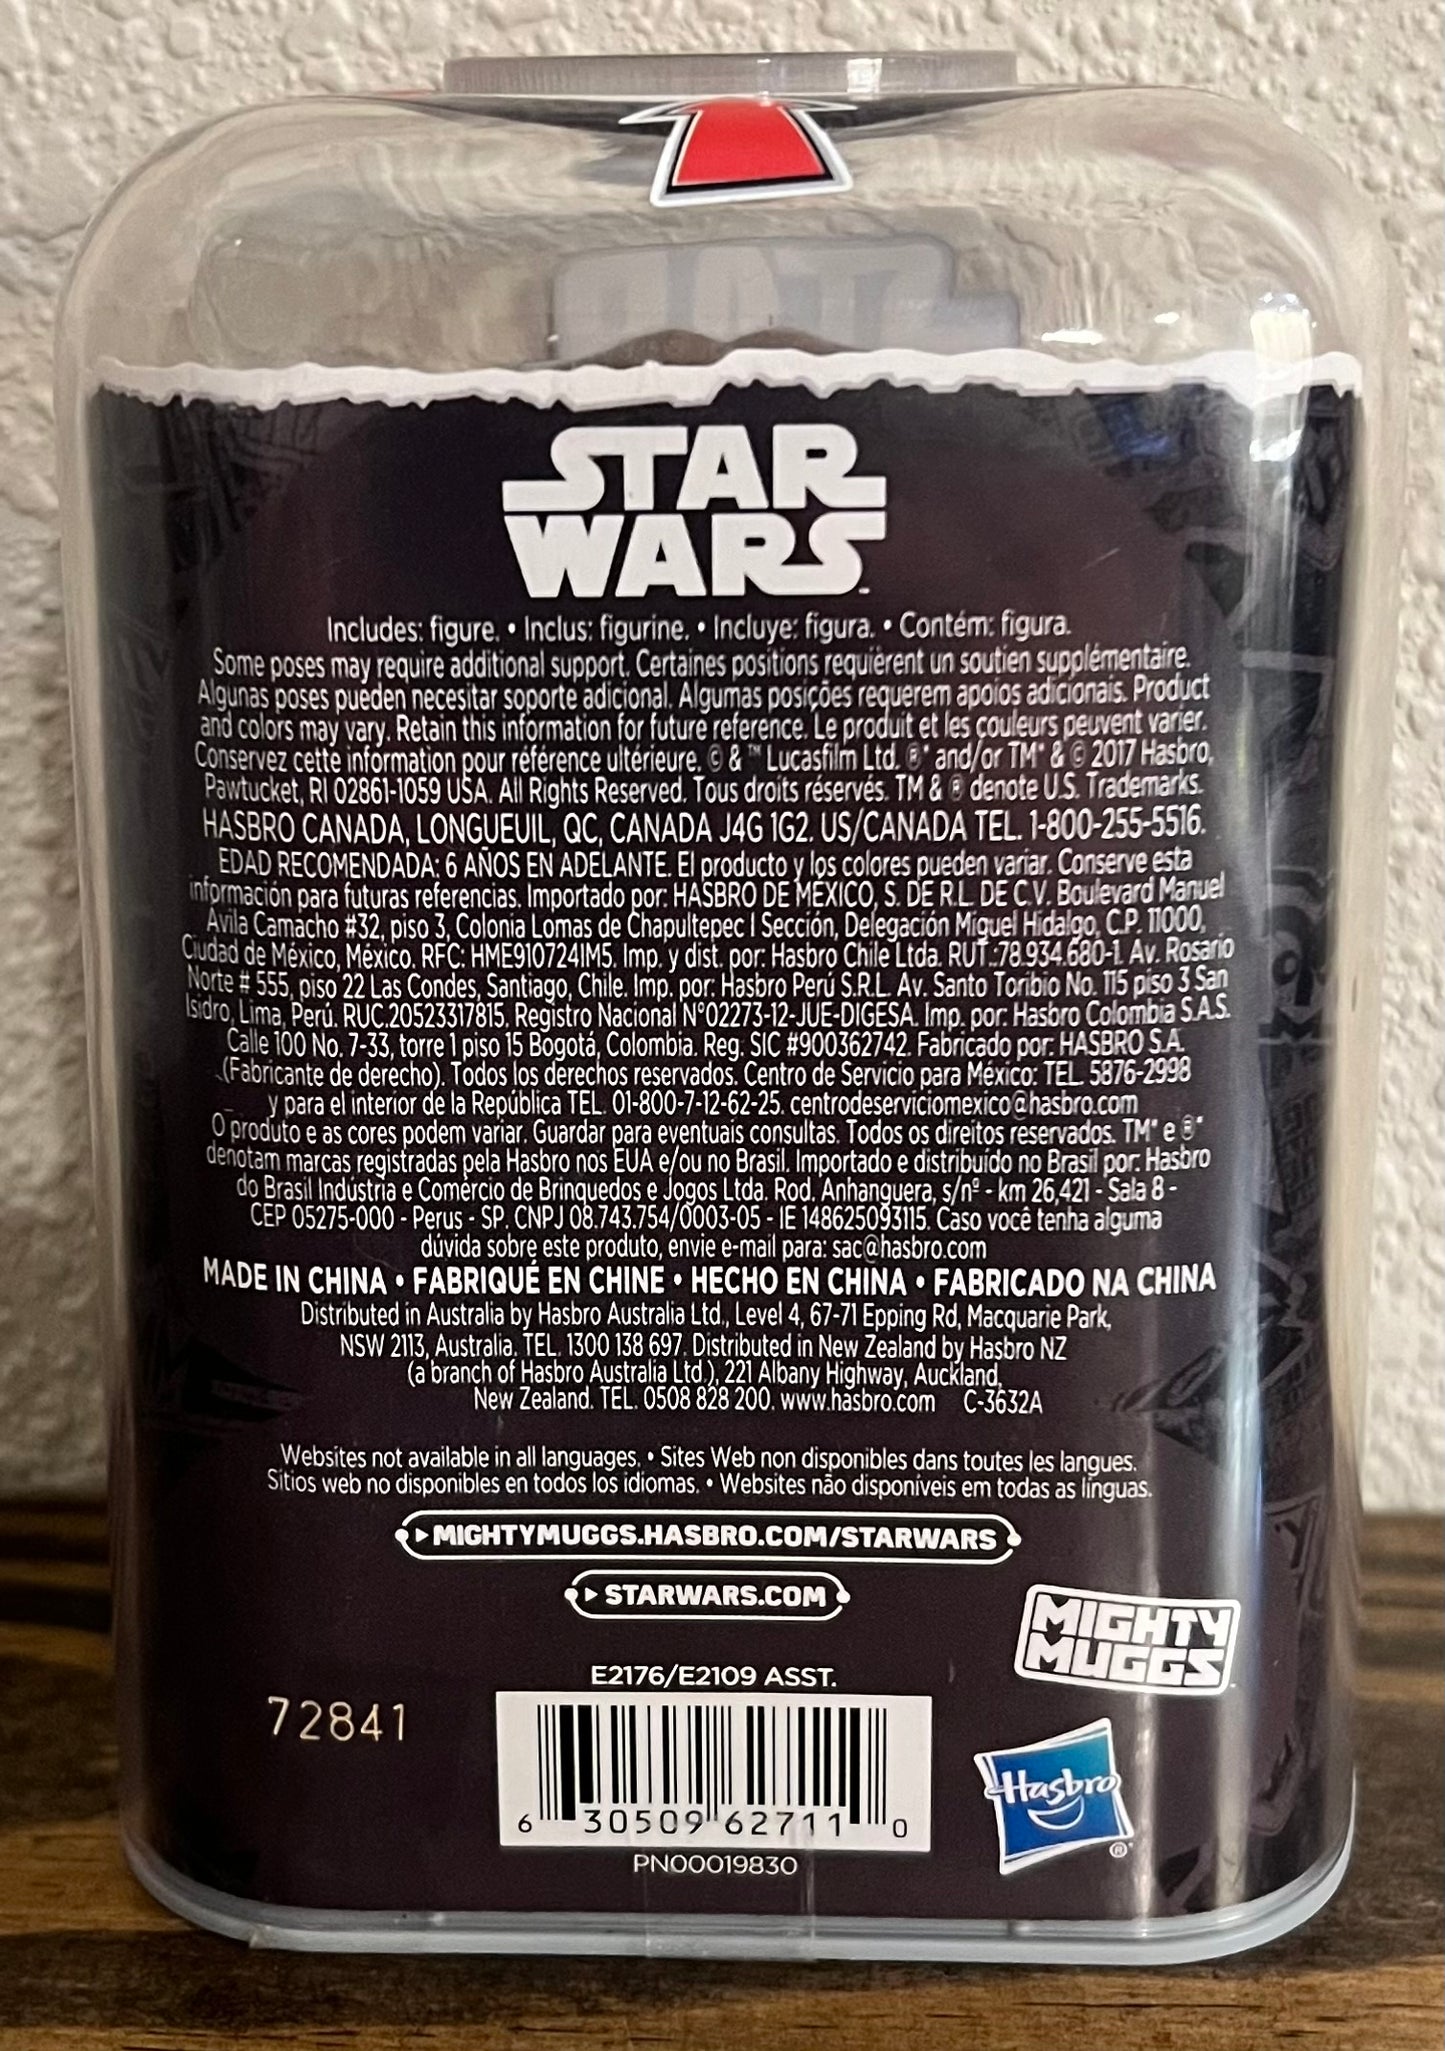 STAR
WARS
Includes: figure. • Inclus: figurine. • Incluye: figura. • Contém: figura.
Some poses may require additional support. Certaines positions requièrent un soutien supplémentaire.
Algunas poses pueden necesitar soporte adicional. Algumas posições requerem apoios adicionais. Product
and colors may vary. Retain this information for future reference. Le produit et les couleurs peuvent varier.
Conservez cette information pour référence ultérieure. © & ™ Lucasfilm Ltd. ®* and/or TM* & © 2017 Hasbro,
Pawtucket, RI 02861-1059 USA. All Rights Reserved. Tous droits réservés. TM & ® denote U.S. Trademarks.
HASBRO CANADA, LONGUEUIL, QC, CANADA J4G 1G2. US/CANADA TEL. 1-800-255-5516.
EDAD RECOMENDADA: 6 AÑOS EN ADELANTE. El producto y los colores pueden variar. Conserve esta
información para futuras referencias. Importado por: HASBRO DE MÉXICO, S. DE R.L. DE C.V. Boulevard Manuel
Ávila Camacho #32, piso 3, Colonia Lomas de Chapultepec I Sección, Delegación Miguel Hidalgo, C.P. 11000,
Ciudad de México, México. RFC: HME910724IM5. Imp. y dist. por: Hasbro Chile Ltda. RUT.:78.934.680-1. Av. Rosario
Norte # 555, piso 22 Las Condes, Santiago, Chile. Imp. por: Hasbro Perú S.R.L. Av. Santo Toribio No. 115 piso 3 San
Isidro, Lima, Perú. RUC.20523317815. Registro Nacional N°02273-12-JUE-DIGESA. Imp. por: Hasbro Colombia S.A.S.
Calle 100 No. 7-33, torre 1 piso 15 Bogotá, Colombia. Reg. SIC #900362742. Fabricado por: HASBRO S.A.
(Fabricante de derecho). Todos los derechos reservados. Centro de Servicio para México: TEL. 5876-2998
y para el interior de la República TEL. 01-800-7-12-62-25. centrodeserviciomexico@hasbro.com
O produto e as cores podem variar. Guardar para eventuais consultas. Todos os direitos reservados. TM* e ®*
denotam marcas registradas pela Hasbro nos EUA e/ou no Brasil. Importado e distribuído no Brasil por: Hasbro
do Brasil Indústria e Comércio de Brinquedos e Jogos Ltda. Rod. Anhanguera, s/nº - km 26,421 - Sala 8 -
CEP 05275-000 - Perus - SP. CNPJ 08.743.754/0003-05 - IE 148625093115. Caso você tenha alguma
dúvida sobre este produto, envie e-mail para: sac@hasbro.com
MADE IN CHINA • FABRIQUÉ EN CHINE • HECHO EN CHINA • FABRICADO NA CHINA
Distributed in Australia by Hasbro Australia Ltd., Level 4, 67-71 Epping Rd, Macquarie Park,
NSW 2113, Australia. TEL. 1300 138 697. Distributed in New Zealand by Hasbro NZ
(a branch of Hasbro Australia Ltd.), 221 Albany Highway, Auckland,
New Zealand. TEL. 0508 828 200. www.hasbro.com C-3632A
Websites not available in all languages. • Sites Web non disponibles dans toutes les langues.
Sitios web no disponibles en todos los idiomas. • Websites não disponíveis em todas as línguas.
MIGHTYMUGGS.HASBRO.COM/STARWARS
STARWARS.COM
MIGHTY
MUGGS
E2176/E2109 ASST.
72841
Hasbro
6 30509 62711 0
PN00019830